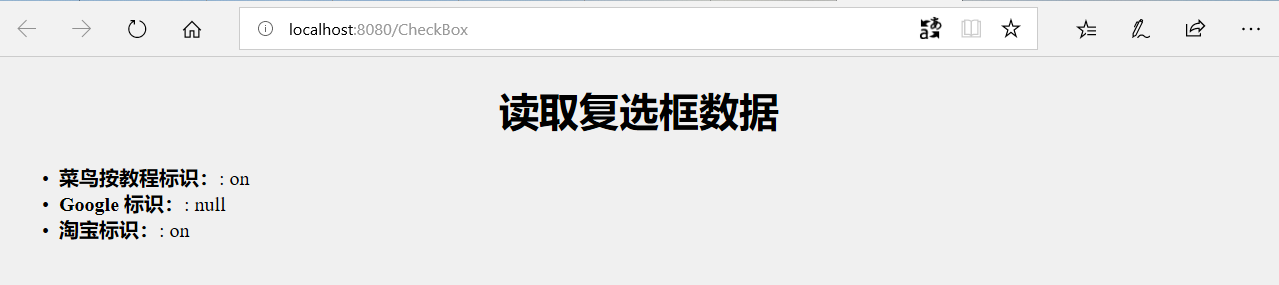 localhost:8080/CheckBox
读取复选框数据
• 菜鸟按教程标识：: on
• Google 标识：: null
• 淘宝标识：: on